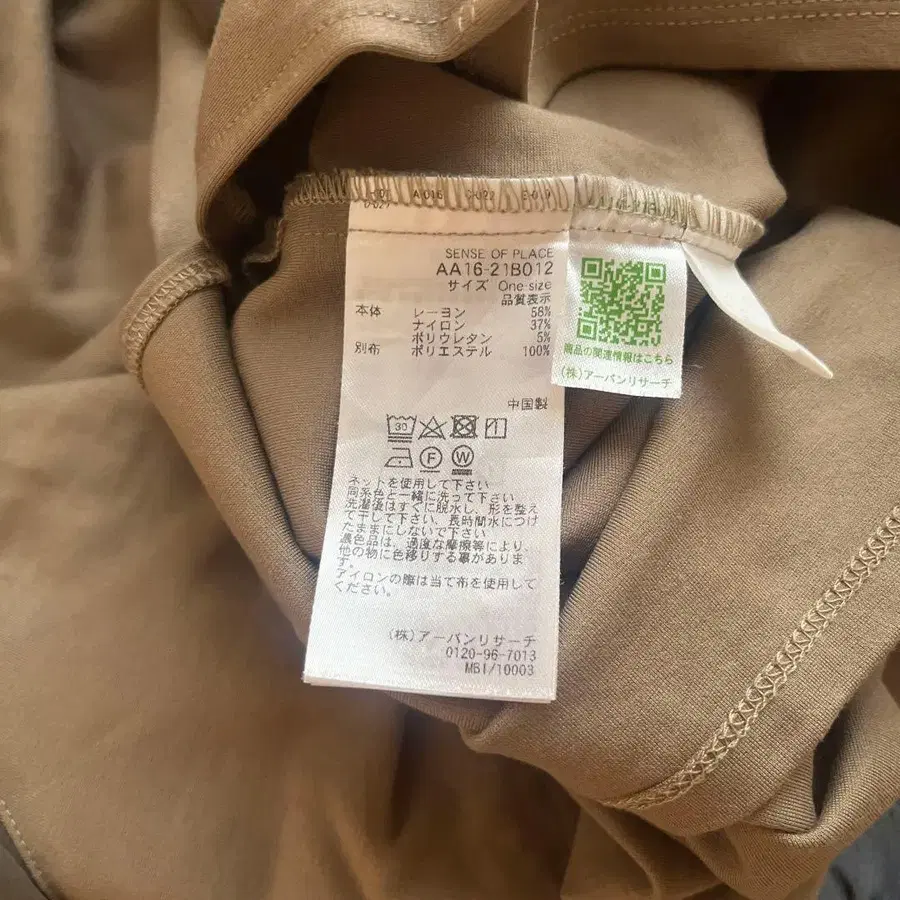 SENSE OF PLACE
AA16-21B012
サイズ One size
品質表示
本体 レーヨン 58%
ナイロン 37%
ポリウレタン 5%
別布 ポリエステル 100%
中国製
30
F W
ネットを使用して下さい
同系色と一緒に洗って下さい
洗濯後はすぐに脱水し、形を整え
て干して下さい、長時間水につけ
たままにしないで下さい
濃色品は、過度な摩擦等により、
他の物に色移りする事がありま
す。
アイロンの際は当て布を使用して
ください。
(株)アーバンリサーチ
0120-96-7013
MBI/10003
商品の関連情報はこちら
(株)アーバンリサーチ